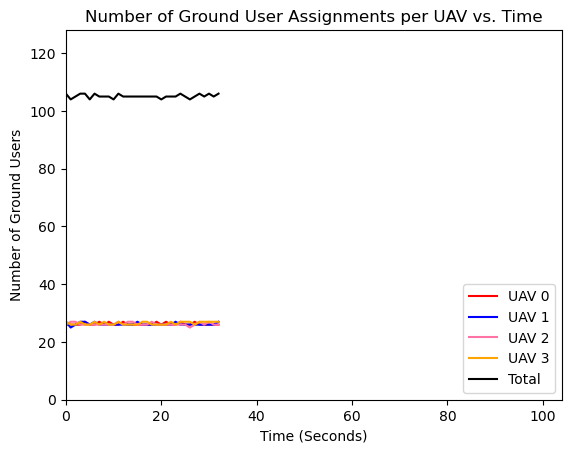 Number of Ground User Assignments per UAV vs. Time
Number of Ground Users
120
100
80
60
40
20
0
0 20 40 60 80 100
Time (Seconds)
UAV 0
UAV 1
UAV 2
UAV 3
Total